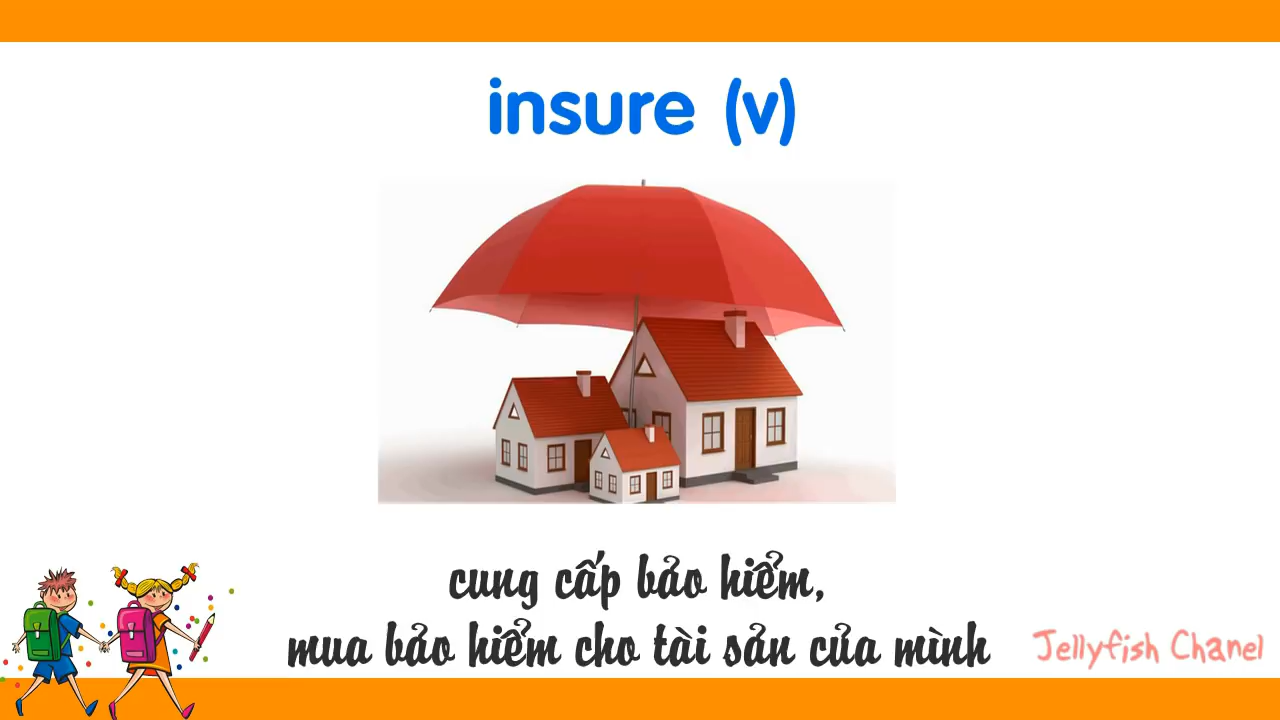 insure (v)
cung cấp bảo hiểm,
mua bảo hiểm cho tài sản của mình
Jellyfish Chanel